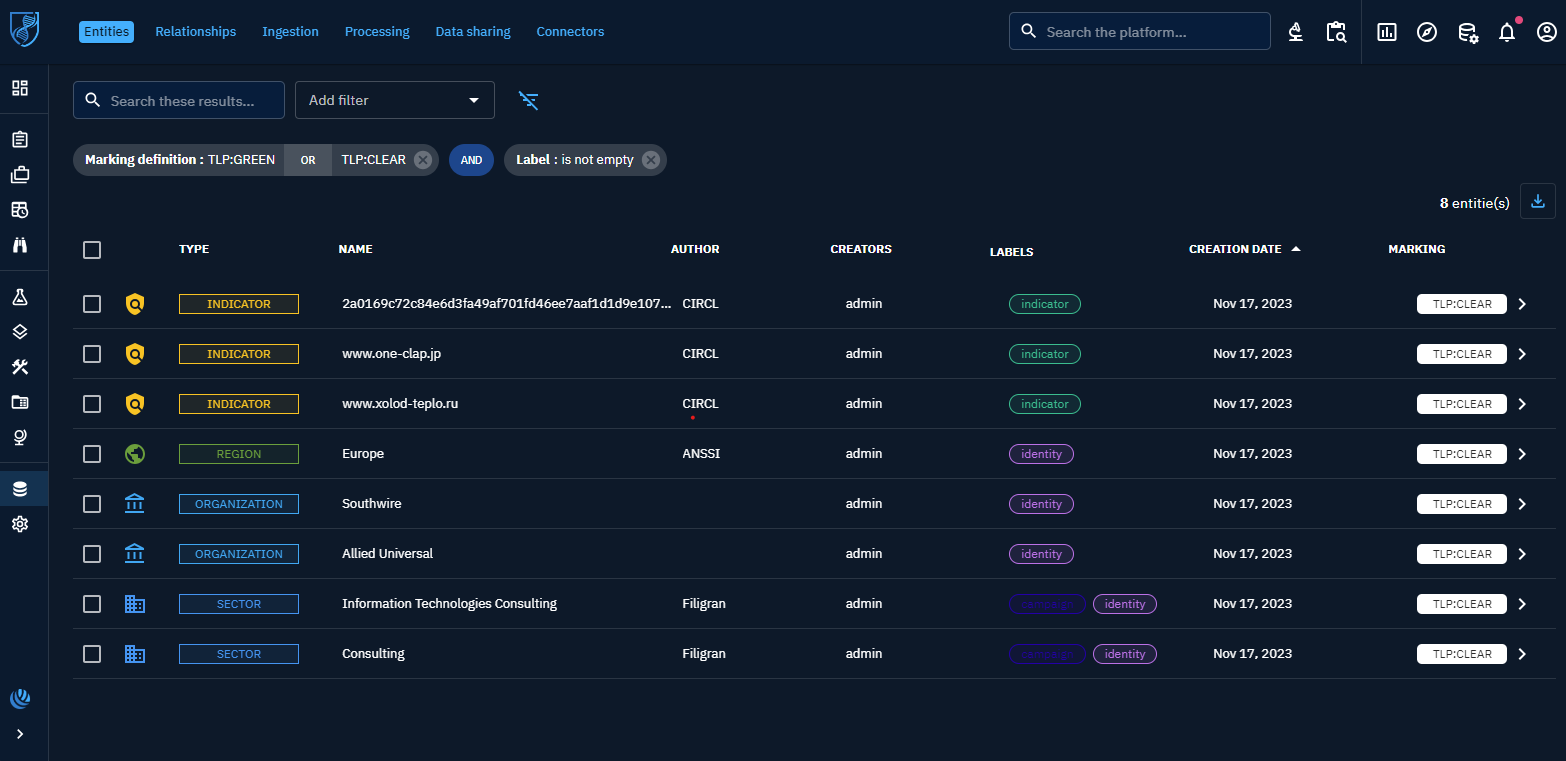 Entities Relationships Ingestion Processing Data sharing Connectors Search the platform...
Search these results... Add filter
Marking definition : TLP:GREEN OR TLP:CLEAR AND Label : is not empty
8 entitie(s)
TYPE NAME AUTHOR CREATORS LABELS CREATION DATE MARKING
INDICATOR 2a0169c72c84e6d3fa49af701fd46ee7aaf1d1d9e107... CIRCL admin indicator Nov 17, 2023 TLP:CLEAR
INDICATOR www.one-clap.jp CIRCL admin indicator Nov 17, 2023 TLP:CLEAR
INDICATOR www.xolod-teplo.ru CIRCL admin indicator Nov 17, 2023 TLP:CLEAR
REGION Europe ANSSI admin identity Nov 17, 2023 TLP:CLEAR
ORGANIZATION Southwire admin identity Nov 17, 2023 TLP:CLEAR
ORGANIZATION Allied Universal admin identity Nov 17, 2023 TLP:CLEAR
SECTOR Information Technologies Consulting Filigran admin campaign identity Nov 17, 2023 TLP:CLEAR
SECTOR Consulting Filigran admin campaign identity Nov 17, 2023 TLP:CLEAR